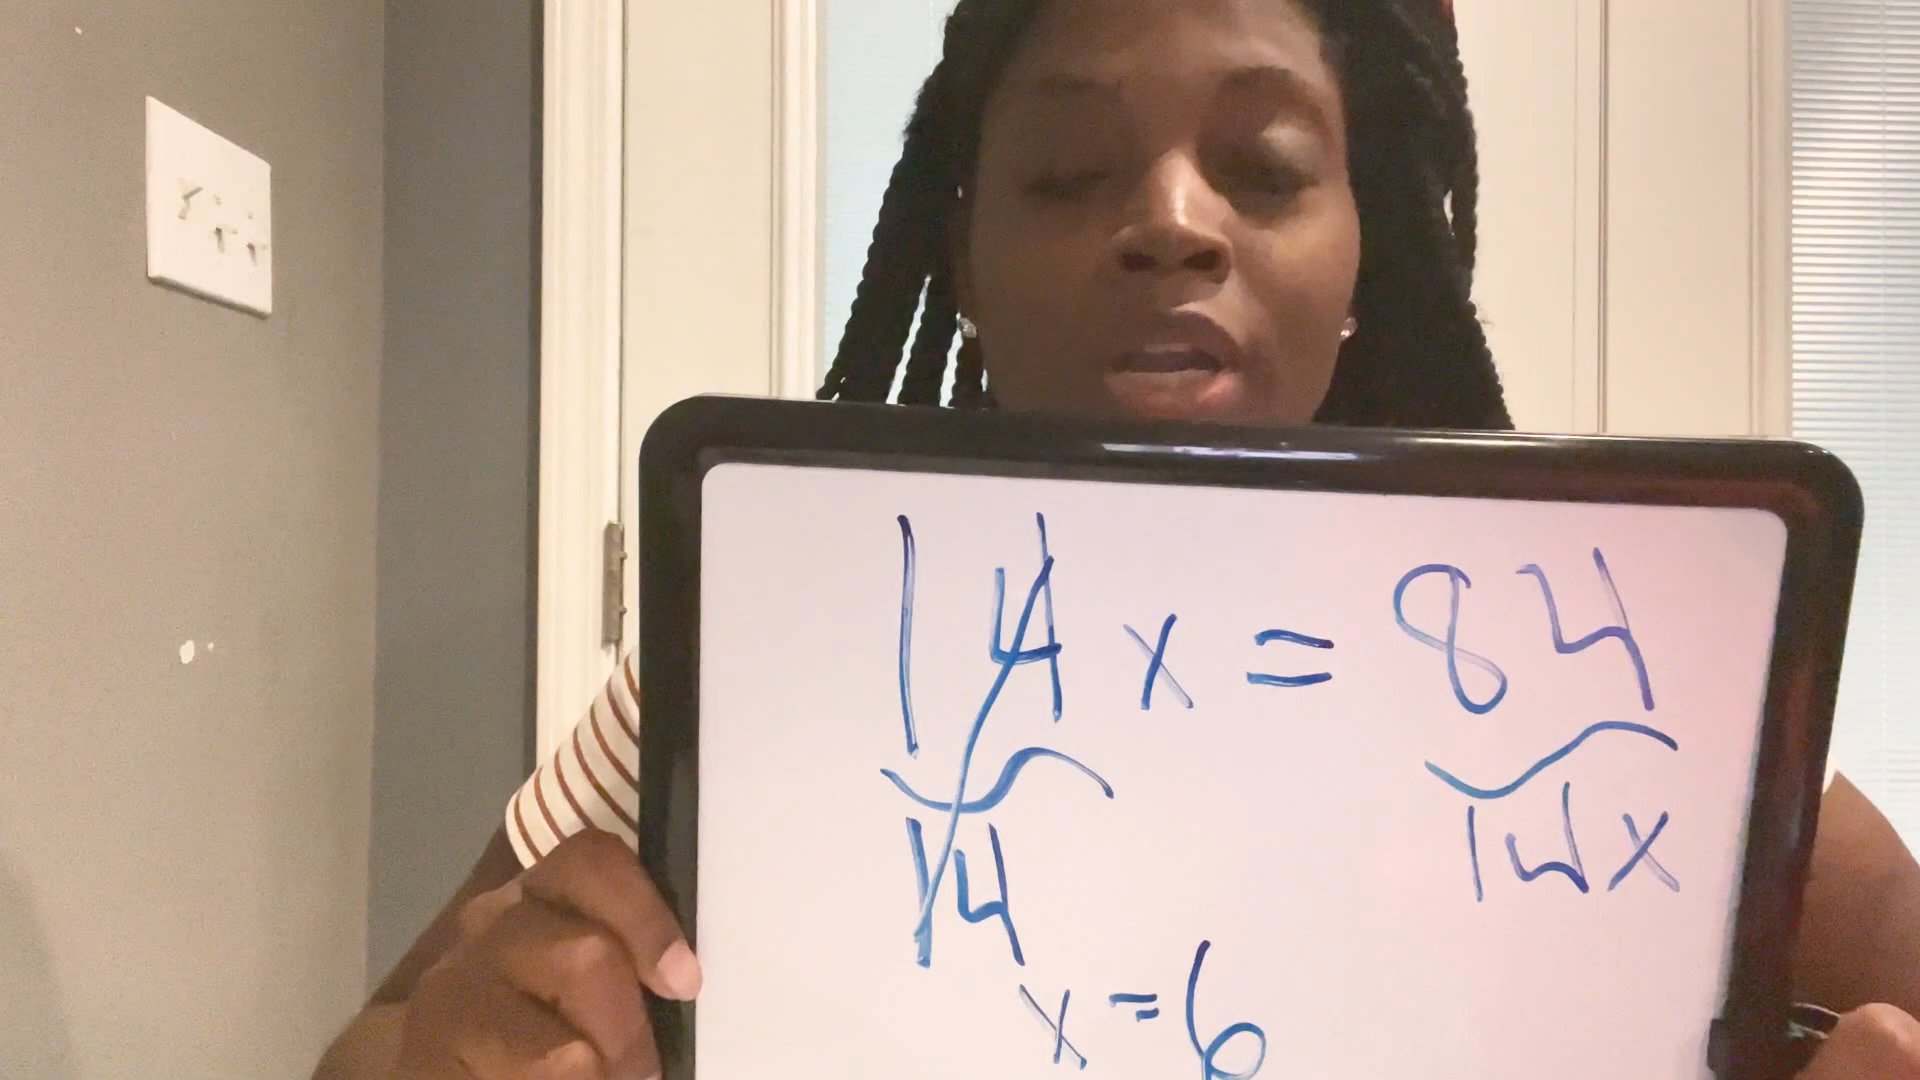 14x = 84
14 14x
x = 6